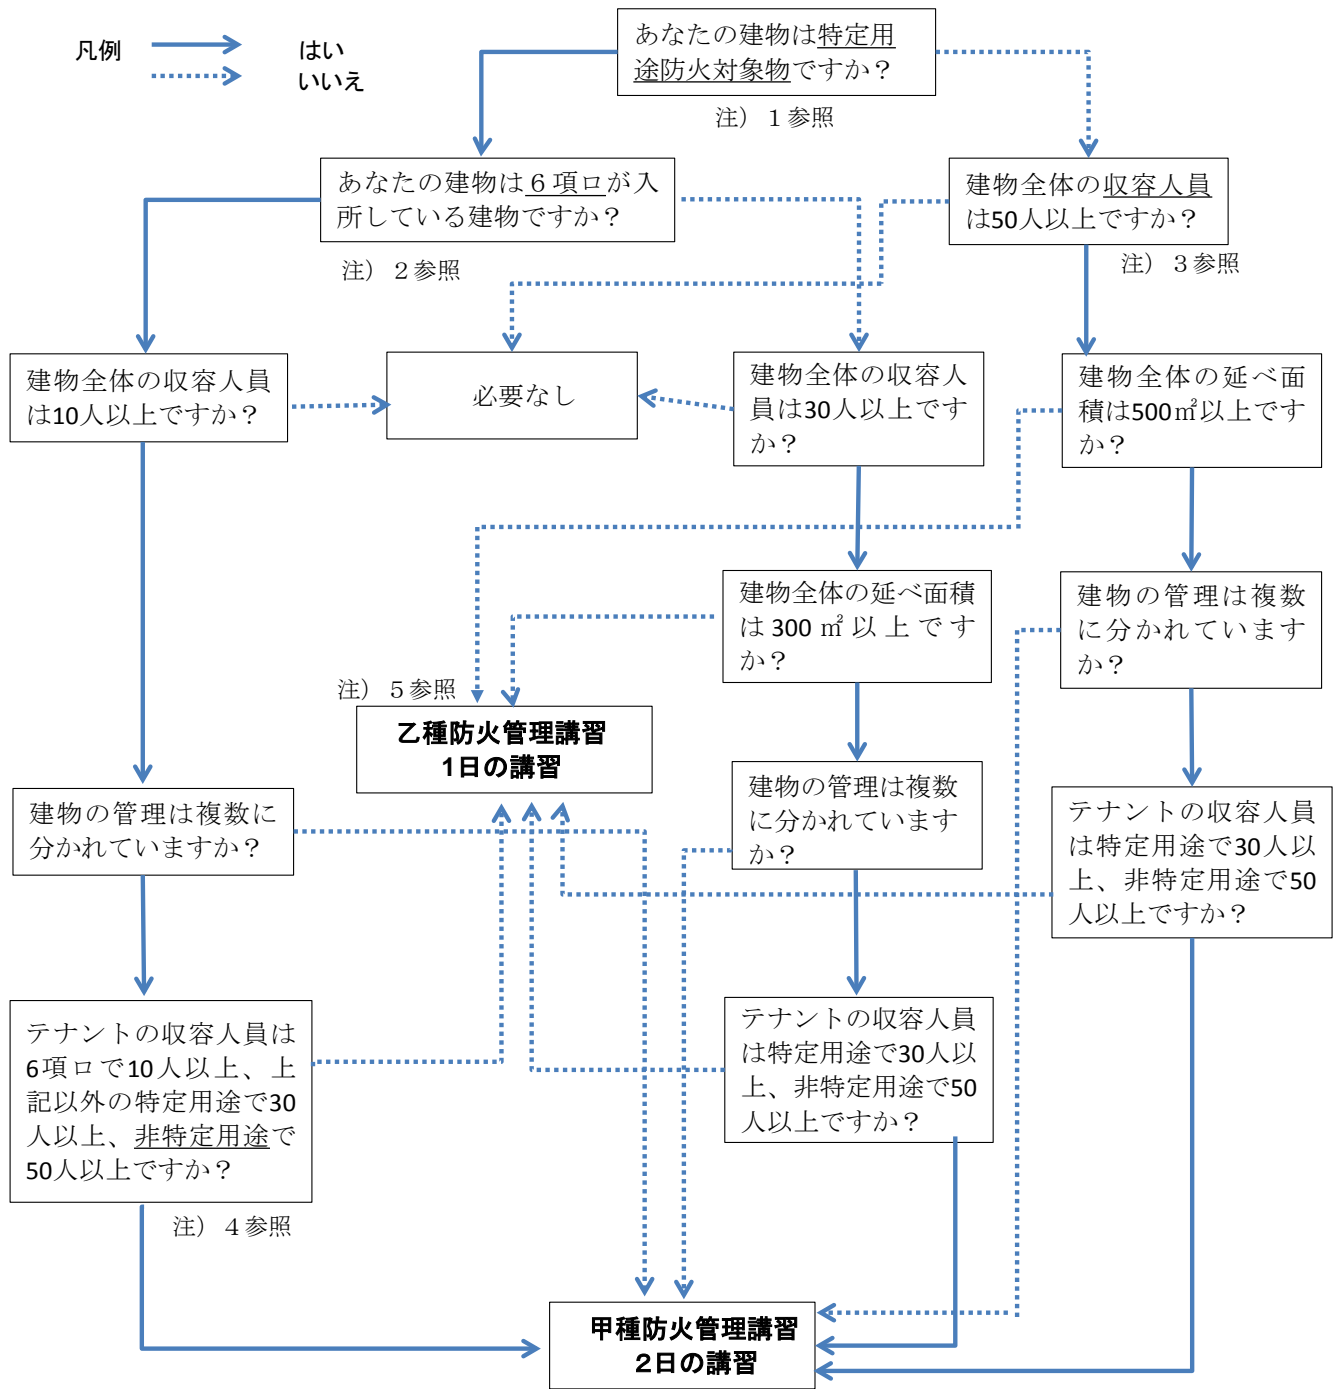 凡例
はい
いいえ
あなたの建物は特定用
途防火対象物ですか？
注）１参照
あなたの建物は６項ロが入
所している建物ですか？
注）２参照
建物全体の収容人員
は50人以上ですか？
注）３参照
建物全体の収容人員
は10人以上ですか？
必要なし
建物全体の収容人
員は30人以上です
か？
建物全体の延べ面
積は500㎡以上です
か？
建物全体の延べ面積
は300㎡以上です
か？
建物の管理は複数
に分かれています
か？
注）５参照
乙種防火管理講習
1日の講習
建物の管理は複数に
分かれていますか？
建物の管理は複数
に分かれています
か？
テナントの収容人員
は特定用途で30人以
上、非特定用途で50
人以上ですか？
テナントの収容人員は
6項ロで10人以上、上
記以外の特定用途で30
人以上、非特定用途で
50人以上ですか？
注）４参照
テナントの収容人員
は特定用途で30人以
上、非特定用途で50
人以上ですか？
甲種防火管理講習
２日の講習